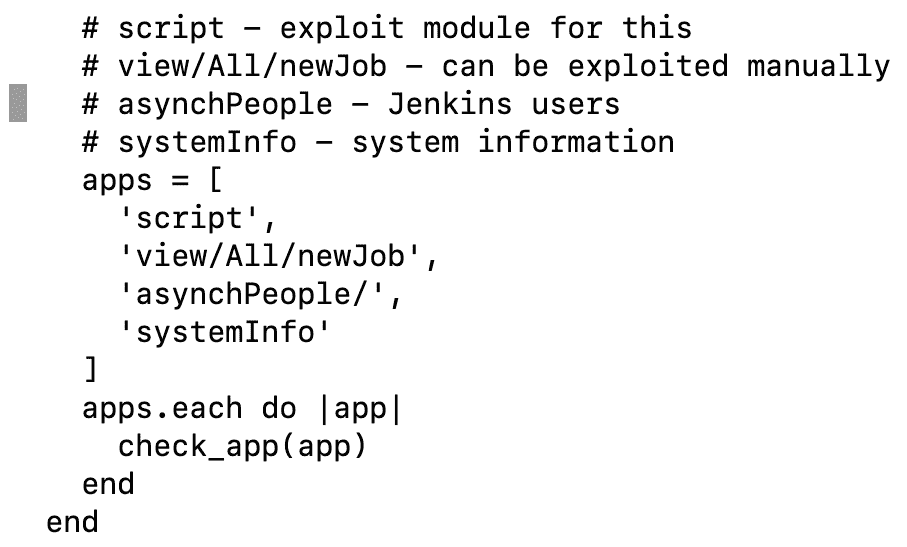 # script – exploit module for this
# view/All/newJob – can be exploited manually
# asynchPeople – Jenkins users
# systemInfo – system information
apps = [
'script',
'view/All/newJob',
'asynchPeople/',
'systemInfo'
]
apps.each do |app|
check_app(app)
end
end